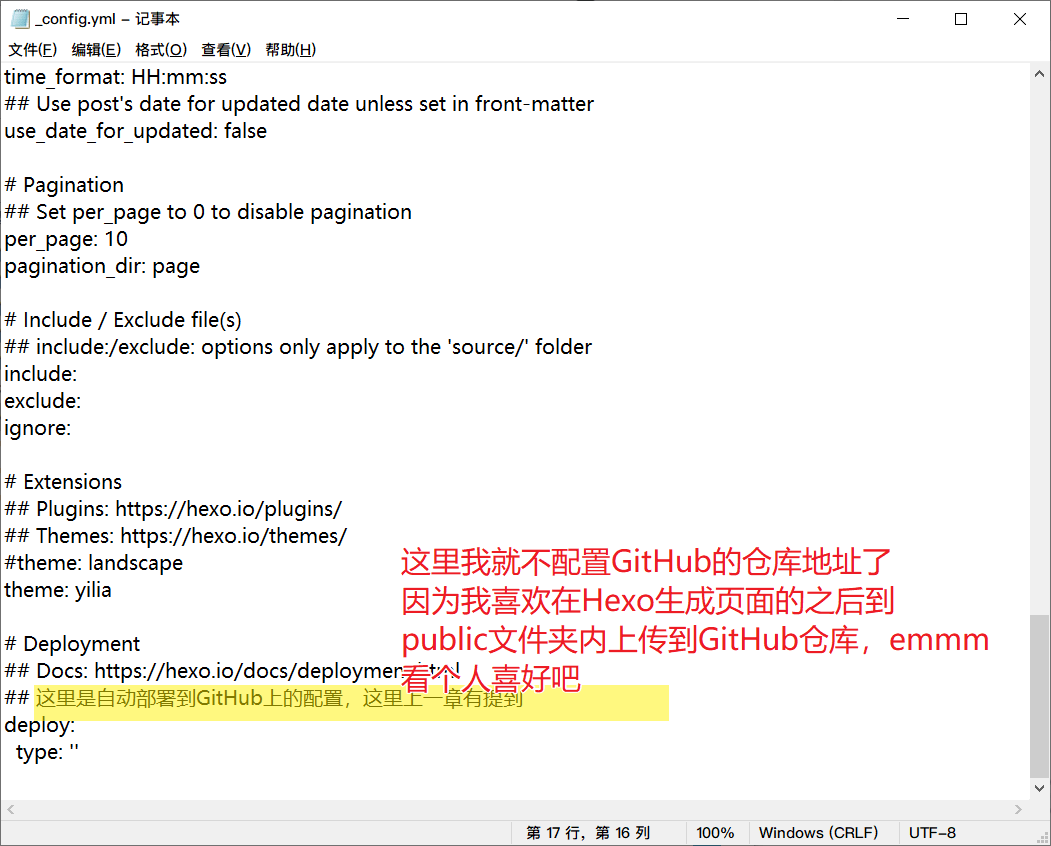 _config.yml - 记事本
文件(F) 编辑(E) 格式(O) 查看(V) 帮助(H)
time_format: HH:mm:ss
## Use post's date for updated date unless set in front-matter
use_date_for_updated: false
# Pagination
## Set per_page to 0 to disable pagination
per_page: 10
pagination_dir: page
# Include / Exclude file(s)
## include:/exclude: options only apply to the 'source/' folder
include:
exclude:
ignore:
# Extensions
## Plugins: https://hexo.io/plugins/
## Themes: https://hexo.io/themes/
#theme: landscape
theme: yilia
这里我就不配置GitHub的仓库地址了
因为我喜欢在Hexo生成页面的之后到
public文件夹内上传到GitHub仓库，emmm
看个人喜好吧
# Deployment
## Docs: https://hexo.io/docs/deployment.html
## 这里是自动部署到GitHub上的配置，这里上一章有提到
deploy:
  type: ''
第 17 行，第 16 列 100% Windows (CRLF) UTF-8